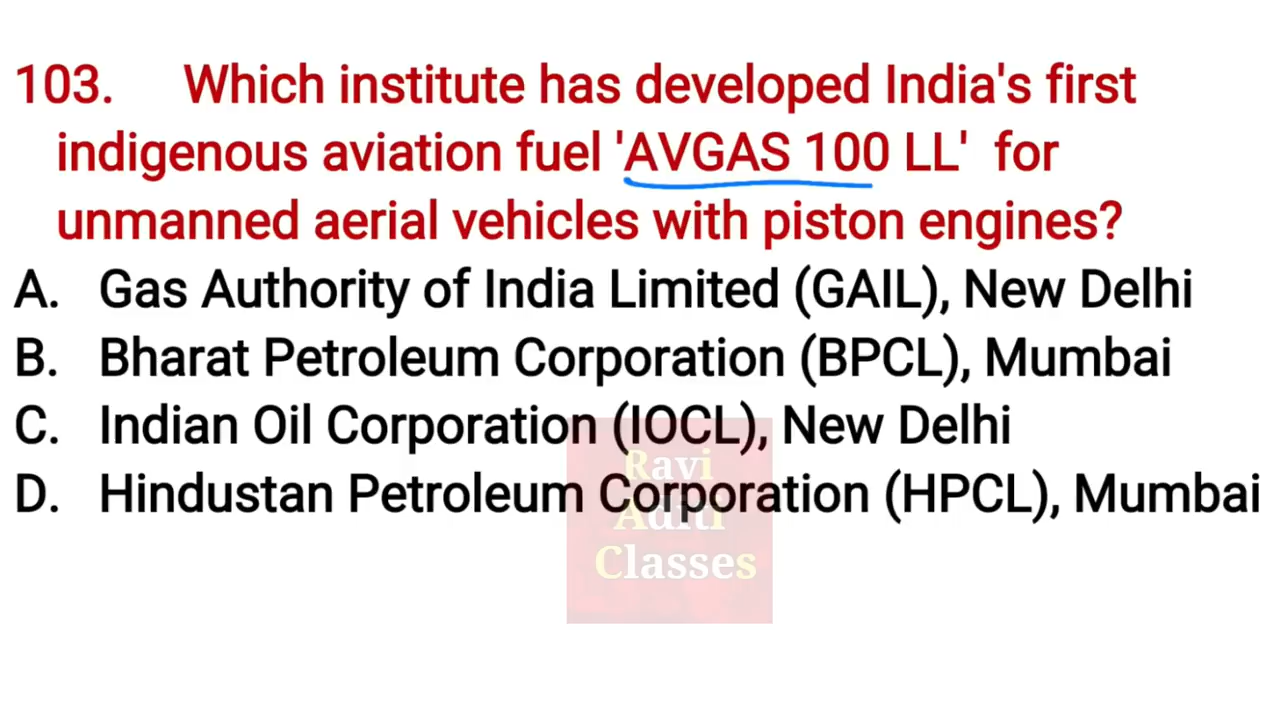 103. Which institute has developed India's first
indigenous aviation fuel 'AVGAS 100 LL' for
unmanned aerial vehicles with piston engines?
A. Gas Authority of India Limited (GAIL), New Delhi
B. Bharat Petroleum Corporation (BPCL), Mumbai
C. Indian Oil Corporation (IOCL), New Delhi
D. Hindustan Petroleum Corporation (HPCL), Mumbai
Ravi
Aditi
Classes